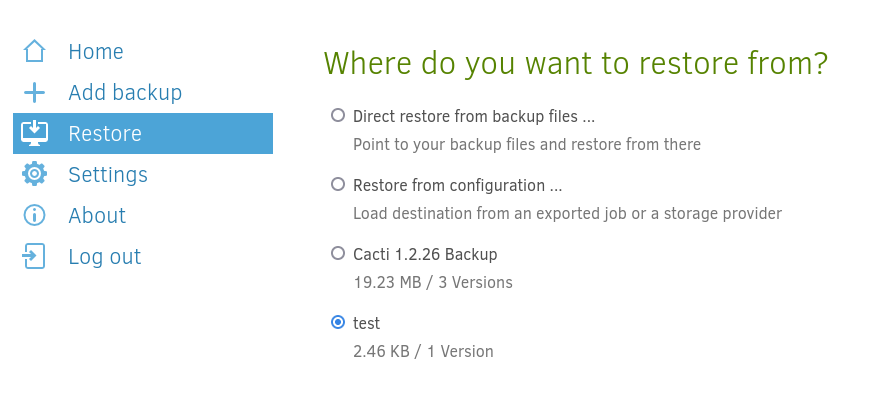 Home
Add backup
Restore
Settings
About
Log out
Where do you want to restore from?
Direct restore from backup files ...
Point to your backup files and restore from there
Restore from configuration ...
Load destination from an exported job or a storage provider
Cacti 1.2.26 Backup
19.23 MB / 3 Versions
test
2.46 KB / 1 Version